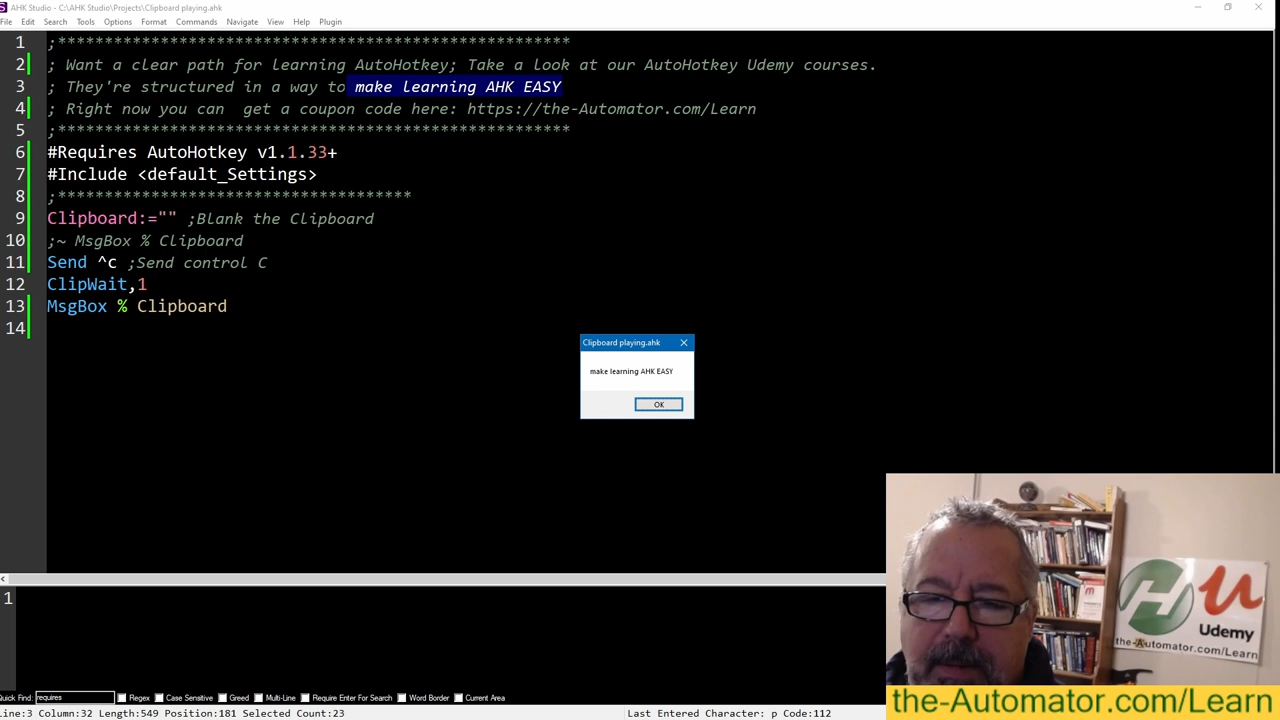 AHK Studio - C:\AHK Studio\Projects\Clipboard playing.ahk
File Edit Search Tools Options Format Commands Navigate View Help Plugin
1 ;****************************************************
2 ; Want a clear path for learning AutoHotkey; Take a look at our AutoHotkey Udemy courses.
3 ; They're structured in a way to make learning AHK EASY
4 ; Right now you can  get a coupon code here: https://the-Automator.com/Learn
5 ;****************************************************
6 #Requires AutoHotkey v1.1.33+
7 #Include <default_Settings>
8 ;************************************
9 Clipboard:="" ;Blank the Clipboard
10 ;~ MsgBox % Clipboard
11 Send ^c ;Send control C
12 ClipWait,1
13 MsgBox % Clipboard
14
Clipboard playing.ahk
make learning AHK EASY
OK
1
H u
Udemy
the-Automator.com/Learn
the-Automator.com/Learn
Quick Find: requires Regex Case Sensitive Greed Multi-Line Require Enter For Search Word Border Current Area
Line:3 Column:32 Length:549 Position:181 Selected Count:23 Last Entered Character: p Code:112